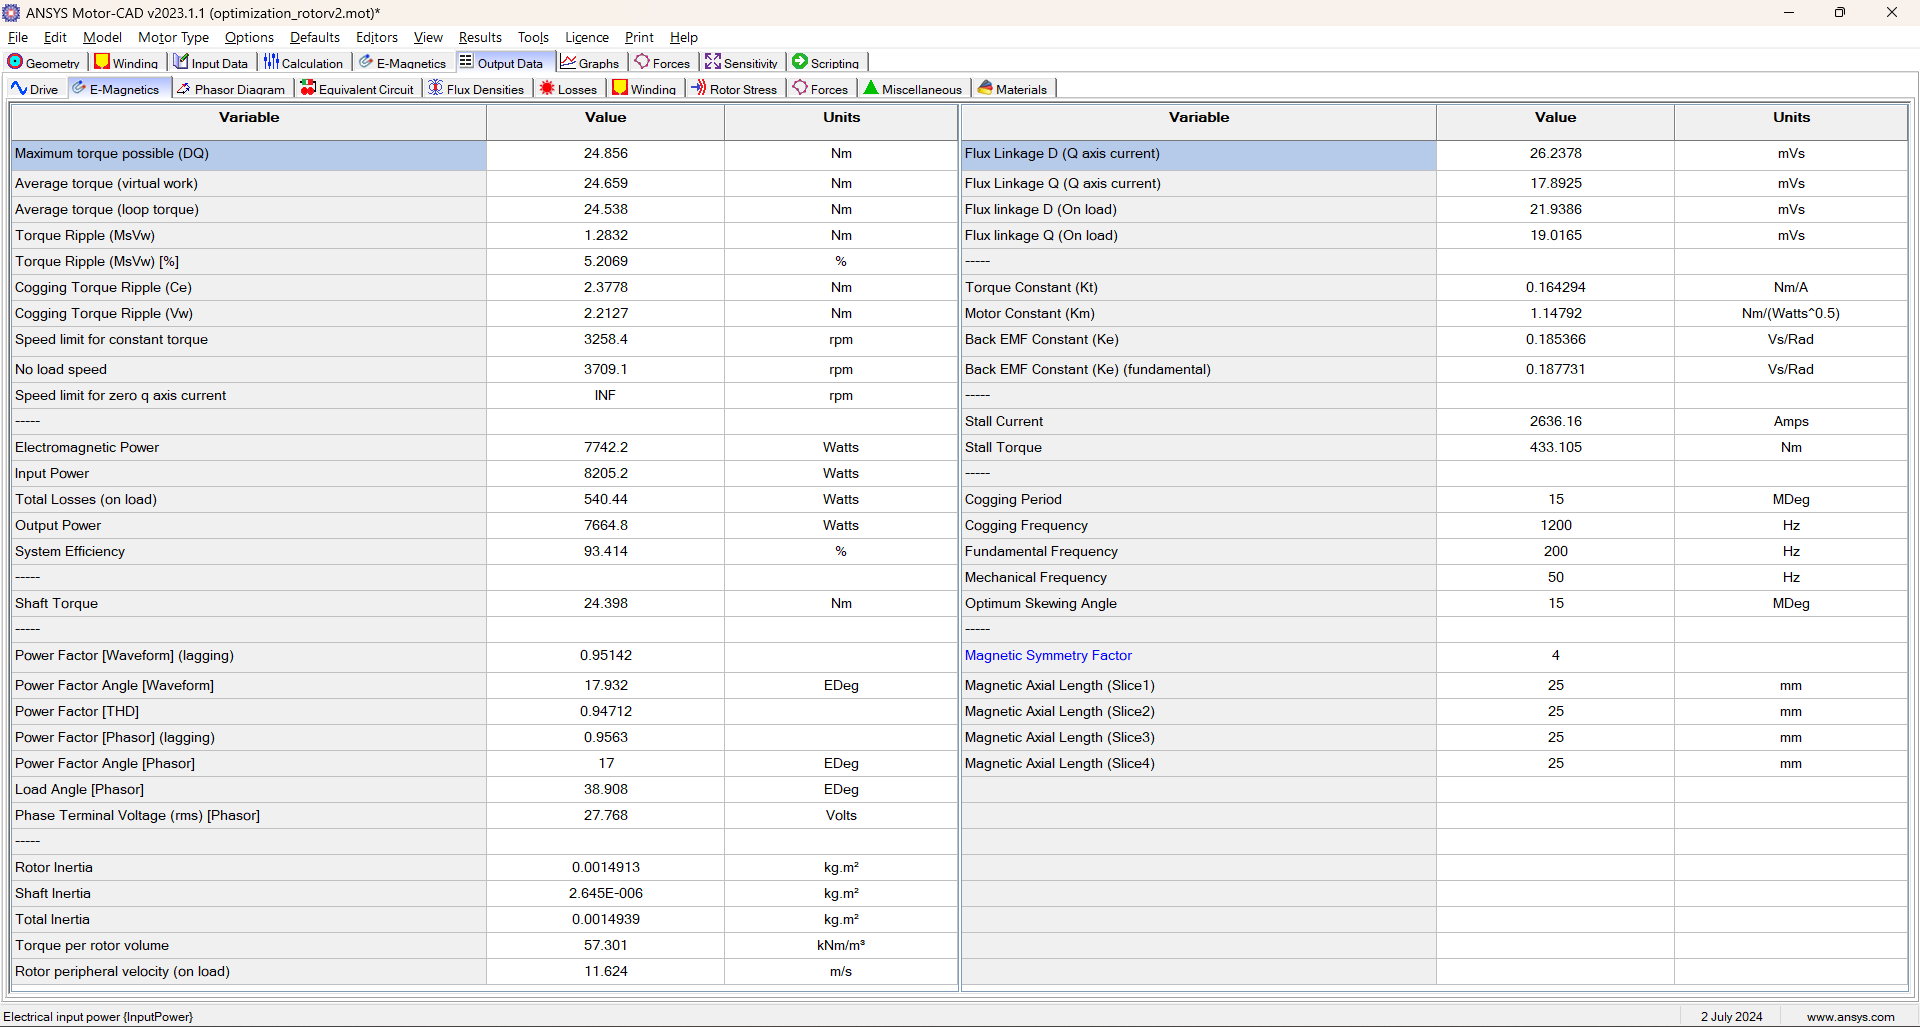 ANSYS Motor-CAD v2023.1.1 (optimization_rotorv2.mot)*
File Edit Model Motor Type Options Defaults Editors View Results Tools Licence Print Help
Geometry Winding Input Data Calculation E-Magnetics Output Data Graphs Forces Sensitivity Scripting
Drive E-Magnetics Phasor Diagram Equivalent Circuit Flux Densities Losses Winding Rotor Stress Forces Miscellaneous Materials
Variable Value Units Variable Value Units
Maximum torque possible (DQ) 24.856 Nm Flux Linkage D (Q axis current) 26.2378 mVs
Average torque (virtual work) 24.659 Nm Flux Linkage Q (Q axis current) 17.8925 mVs
Average torque (loop torque) 24.538 Nm Flux linkage D (On load) 21.9386 mVs
Torque Ripple (MsVw) 1.2832 Nm Flux linkage Q (On load) 19.0165 mVs
Torque Ripple (MsVw) [%] 5.2069 % -----
Cogging Torque Ripple (Ce) 2.3778 Nm Torque Constant (Kt) 0.164294 Nm/A
Cogging Torque Ripple (Vw) 2.2127 Nm Motor Constant (Km) 1.14792 Nm/(Watts^0.5)
Speed limit for constant torque 3258.4 rpm Back EMF Constant (Ke) 0.185366 Vs/Rad
No load speed 3709.1 rpm Back EMF Constant (Ke) (fundamental) 0.187731 Vs/Rad
Speed limit for zero q axis current INF rpm -----
----- Stall Current 2636.16 Amps
Electromagnetic Power 7742.2 Watts Stall Torque 433.105 Nm
Input Power 8205.2 Watts -----
Total Losses (on load) 540.44 Watts Cogging Period 15 MDeg
Output Power 7664.8 Watts Cogging Frequency 1200 Hz
System Efficiency 93.414 % Fundamental Frequency 200 Hz
----- Mechanical Frequency 50 Hz
Shaft Torque 24.398 Nm Optimum Skewing Angle 15 MDeg
----- -----
Power Factor [Waveform] (lagging) 0.95142 Magnetic Symmetry Factor 4
Power Factor Angle [Waveform] 17.932 EDeg Magnetic Axial Length (Slice1) 25 mm
Power Factor [THD] 0.94712 Magnetic Axial Length (Slice2) 25 mm
Power Factor [Phasor] (lagging) 0.9563 Magnetic Axial Length (Slice3) 25 mm
Power Factor Angle [Phasor] 17 EDeg Magnetic Axial Length (Slice4) 25 mm
Load Angle [Phasor] 38.908 EDeg
Phase Terminal Voltage (rms) [Phasor] 27.768 Volts
-----
Rotor Inertia 0.0014913 kg.m²
Shaft Inertia 2.645E-006 kg.m²
Total Inertia 0.0014939 kg.m²
Torque per rotor volume 57.301 kNm/m³
Rotor peripheral velocity (on load) 11.624 m/s
Electrical input power {InputPower} 2 July 2024 www.ansys.com